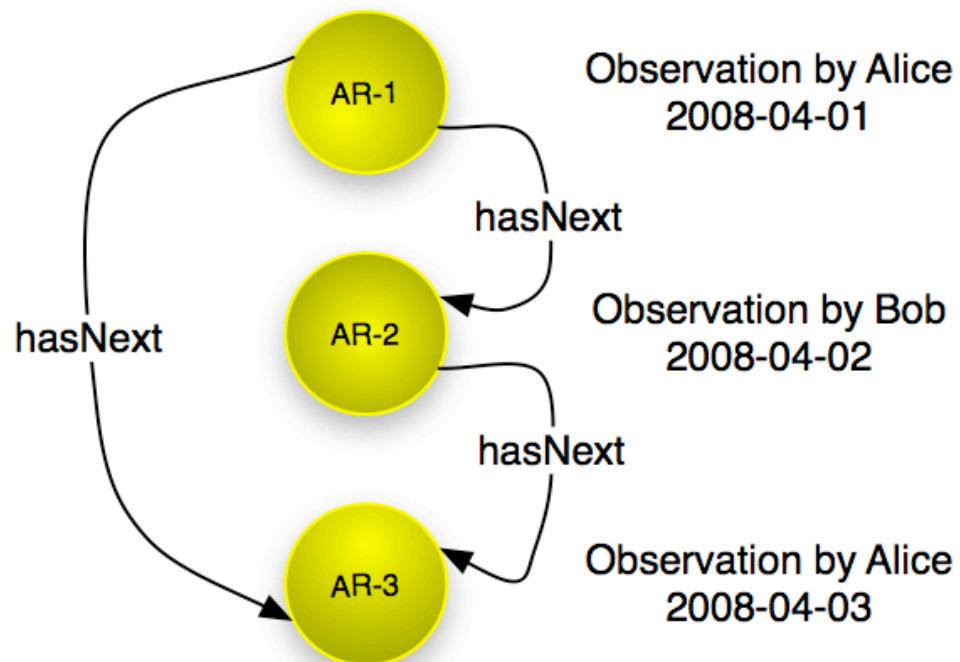 AR-1
Observation by Alice
2008-04-01
hasNext
AR-2
Observation by Bob
2008-04-02
hasNext
hasNext
AR-3
Observation by Alice
2008-04-03